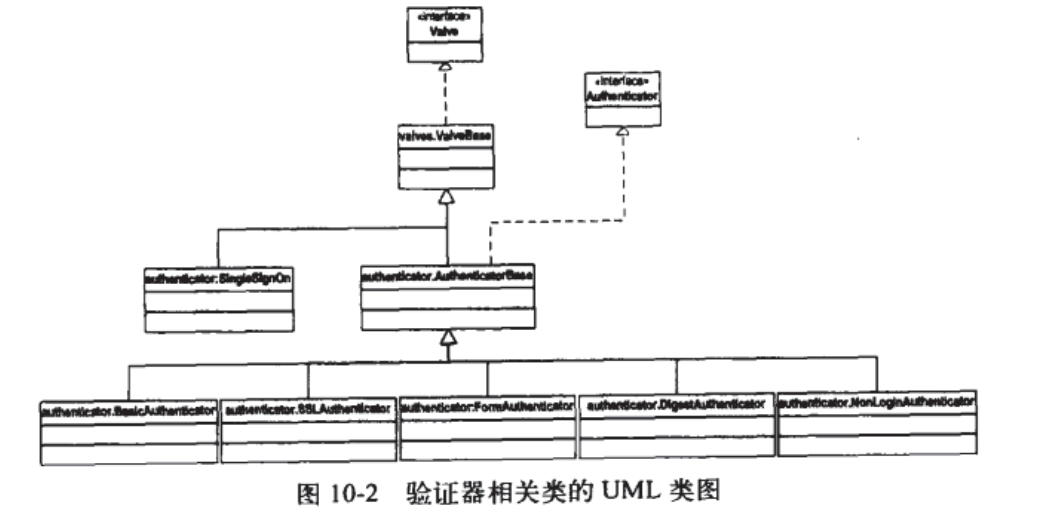 «interface»
Valve
«interface»
Authenticator
valves.ValveBase
authenticator.SingleSignOn
authenticator.AuthenticatorBase
authenticator.BasicAuthenticator
authenticator.SSLAuthenticator
authenticator.FormAuthenticator
authenticator.DigestAuthenticator
authenticator.NonLoginAuthenticator
图 10-2 验证器相关类的 UML 类图